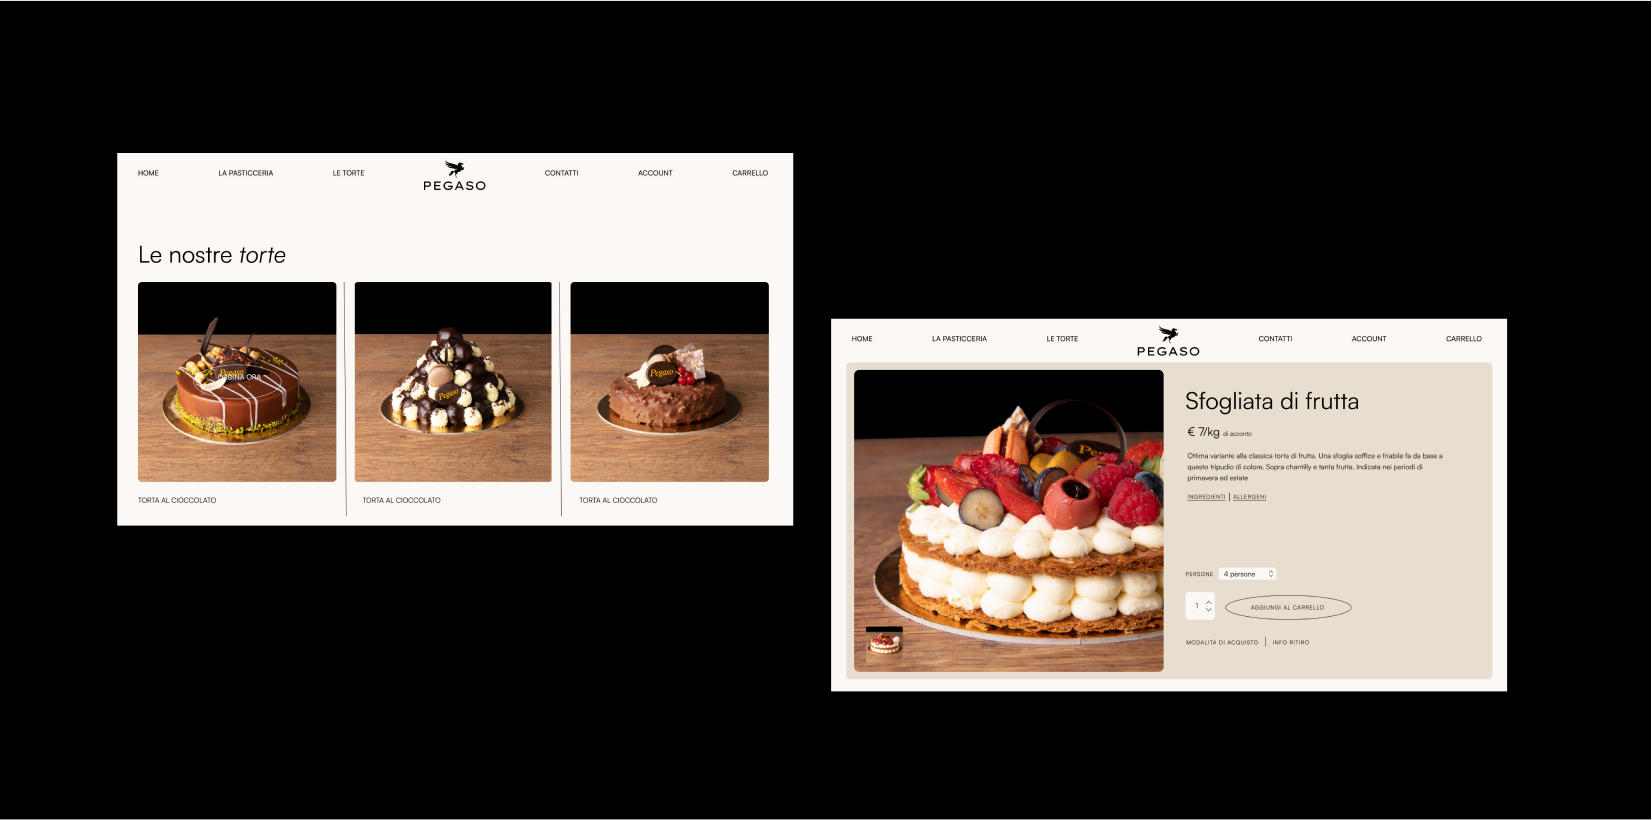 HOME
LA PASTICCERIA
LE TORTE
PEGASO
CONTATTI
ACCOUNT
CARRELLO
Le nostre torte
Pegaso
ORDINA ORA
Pegaso
Pegaso
TORTA AL CIOCCOLATO
TORTA AL CIOCCOLATO
TORTA AL CIOCCOLATO
HOME
LA PASTICCERIA
LE TORTE
PEGASO
CONTATTI
ACCOUNT
CARRELLO
Sfogliata di frutta
€ 7/kg di acconto
Ottima variante alla classica torta di frutta. Una sfoglia soffice e friabile fa da base a
questo tripudio di colore. Sopra chantilly e tanta frutta. Indicata nei periodi di
primavera ed estate
INGREDIENTI | ALLERGENI
PERSONE 4 persone
1 AGGIUNGI AL CARRELLO
MODALITÁ DI ACQUISTO | INFO RITIRO